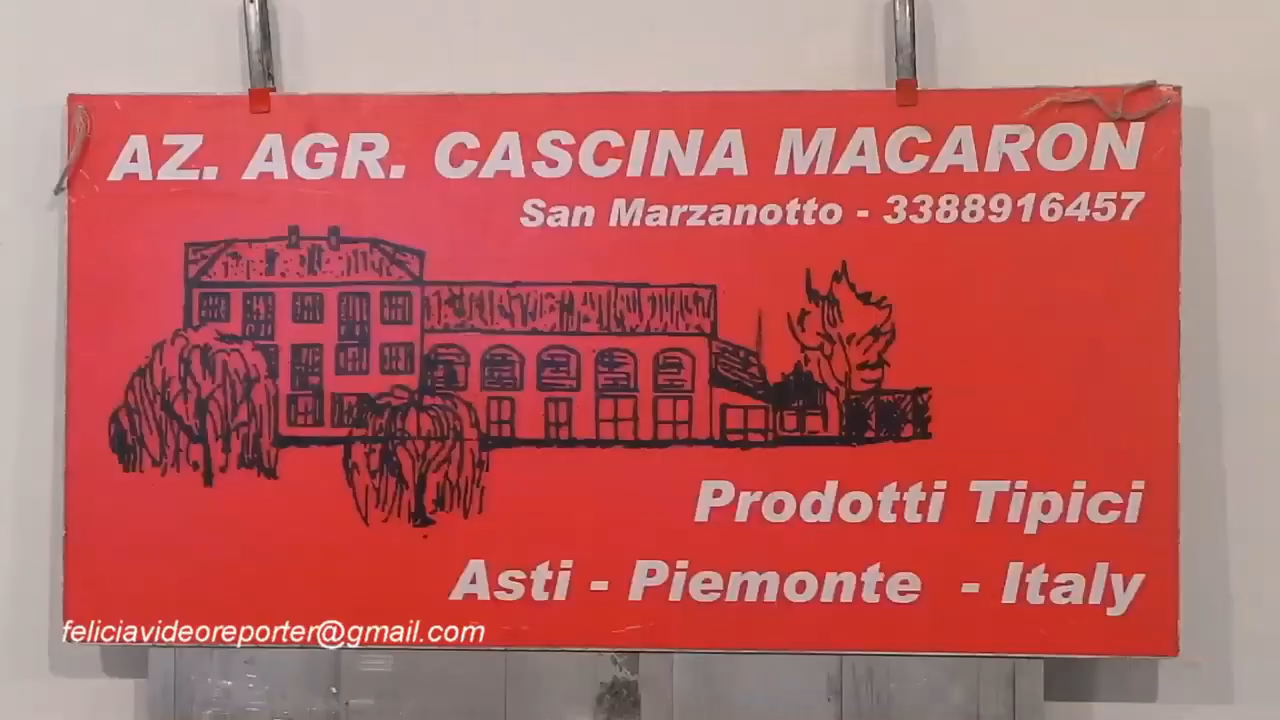 AZ. AGR. CASCINA MACARON
San Marzanotto - 3388916457
Prodotti Tipici
Asti - Piemonte - Italy
feliciavideoreporter@gmail.com